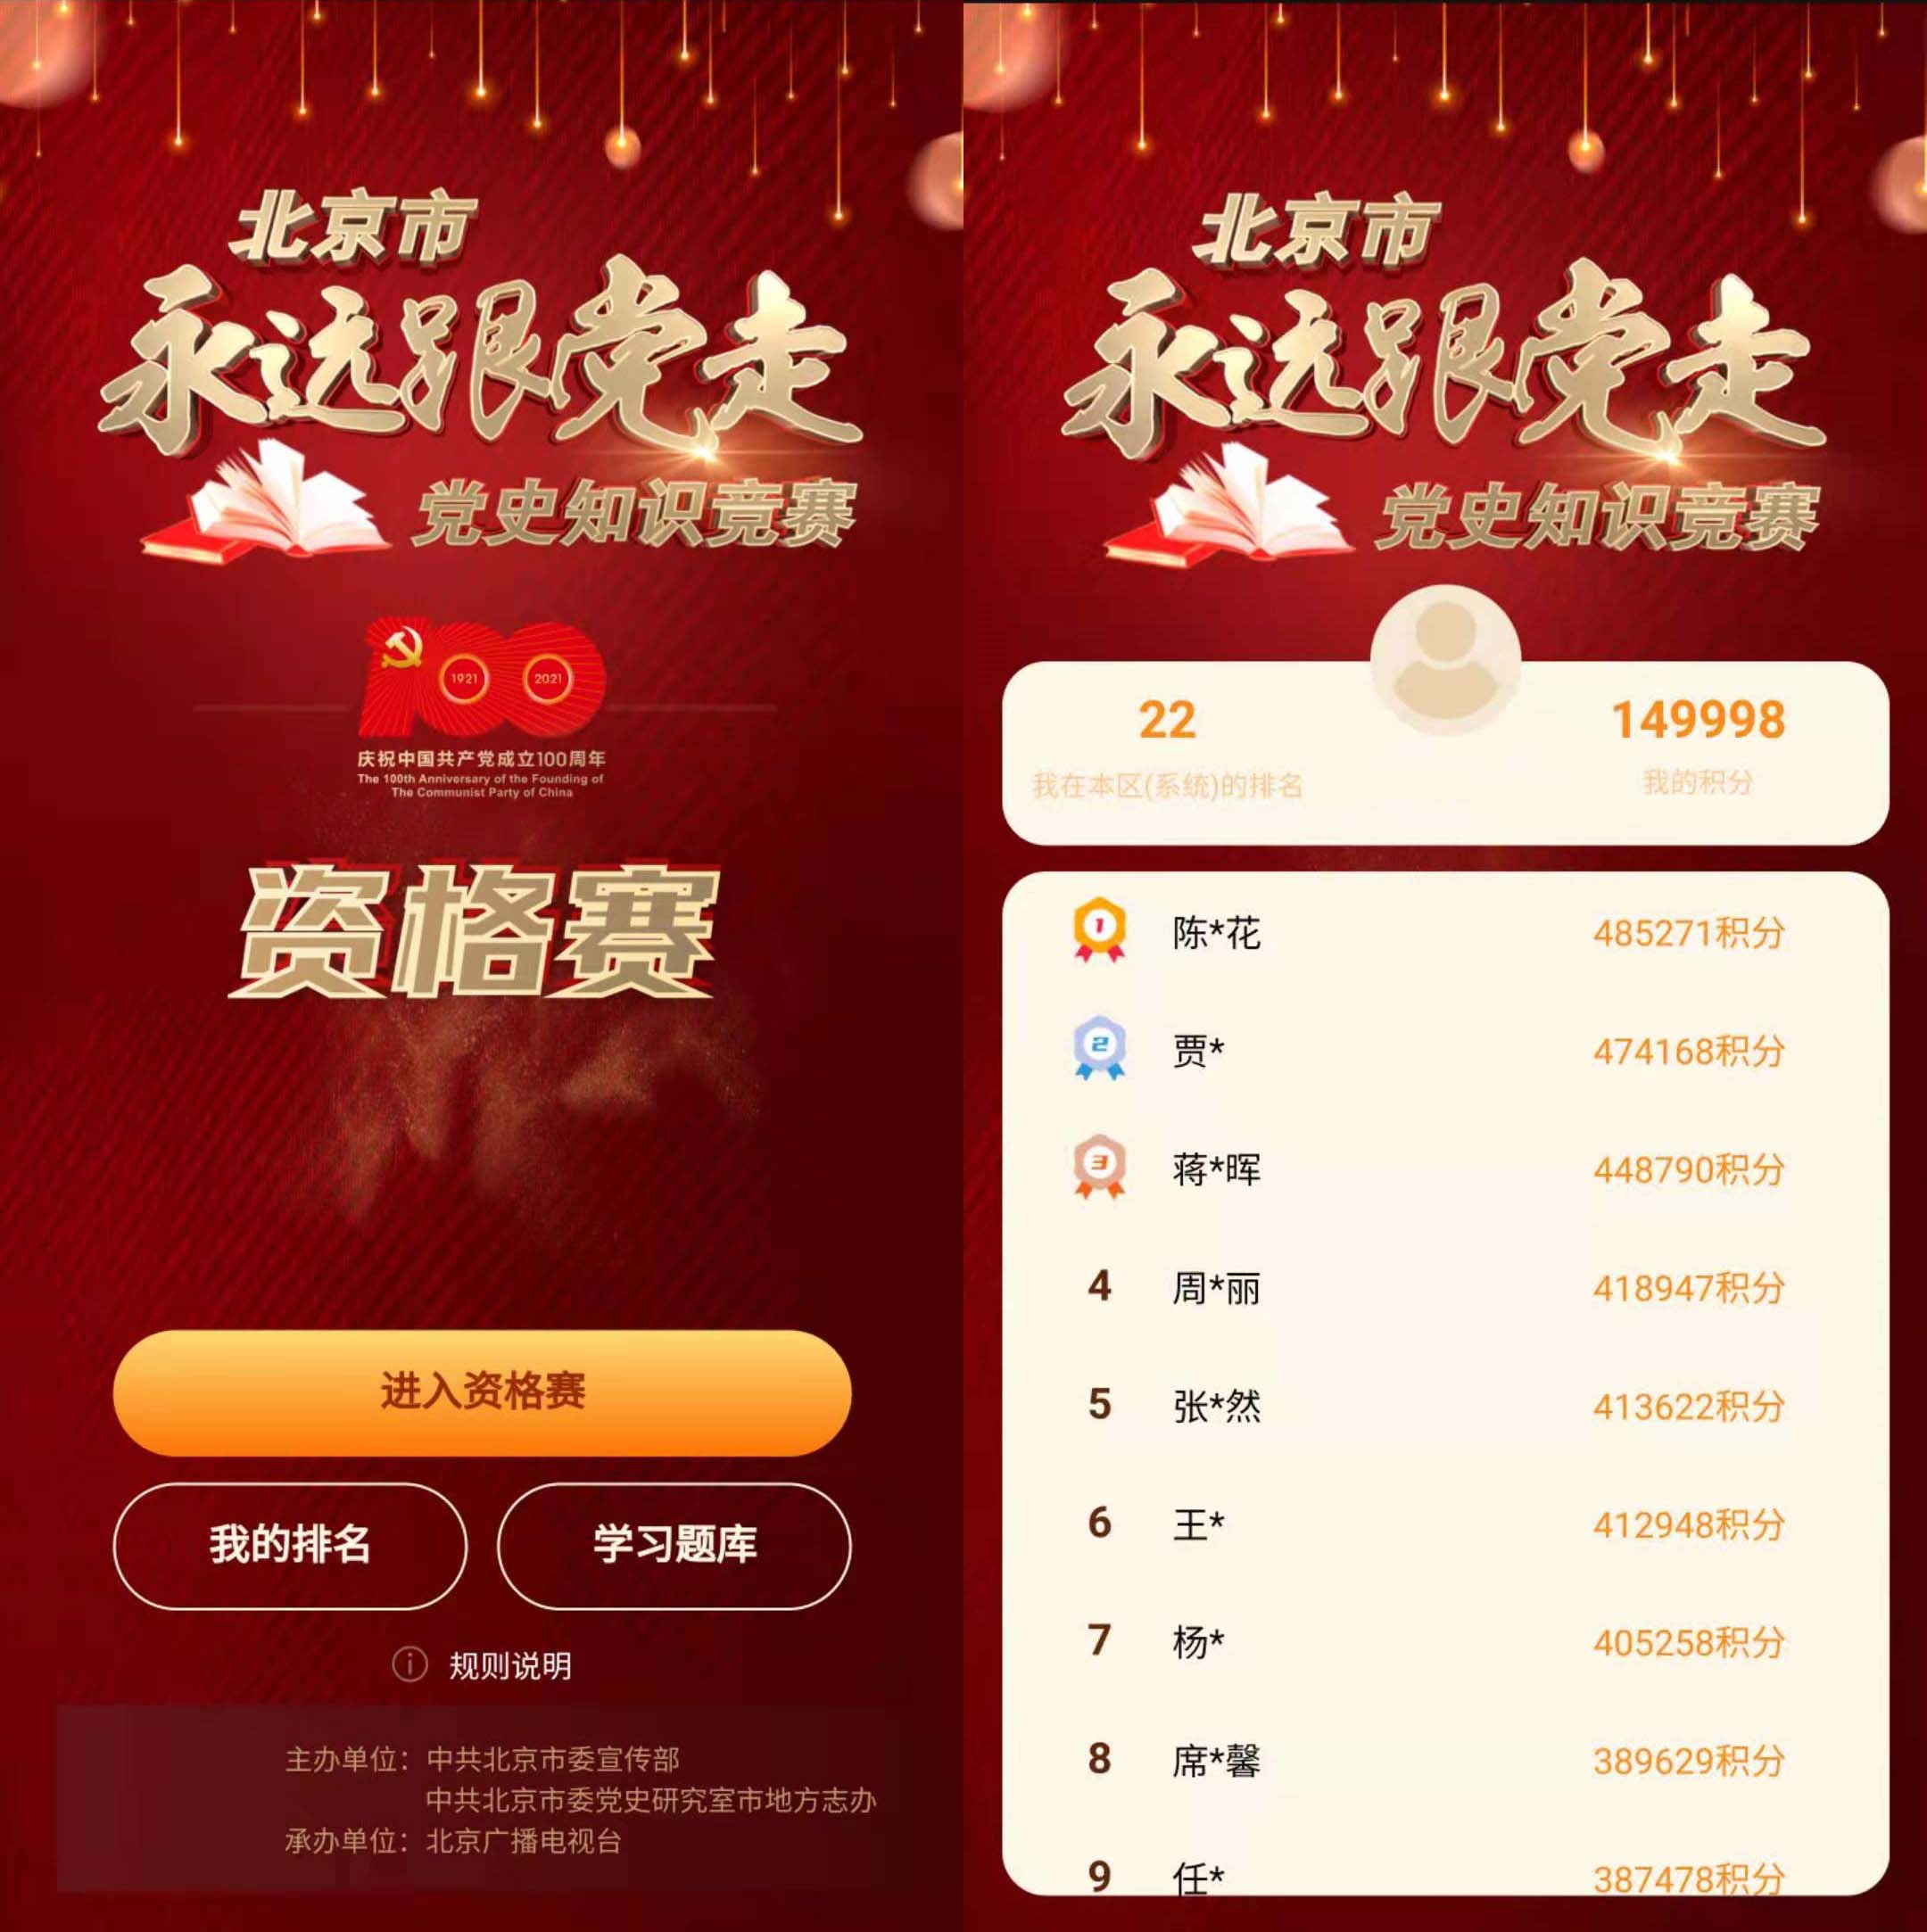 北京市
永远跟党走
党史知识竞赛
100
1921
2021
庆祝中国共产党成立100周年
The 100th Anniversary of the Founding of
The Communist Party of China
资格赛
进入资格赛
我的排名
学习题库
规则说明
主办单位：中共北京市委宣传部
中共北京市委党史研究室市地方志办
承办单位：北京广播电视台
北京市
永远跟党走
党史知识竞赛
22
149998
我在本区(系统)的排名
我的积分
1 陈*花 485271积分
2 贾* 474168积分
3 蒋*晖 448790积分
4 周*丽 418947积分
5 张*然 413622积分
6 王* 412948积分
7 杨* 405258积分
8 席*馨 389629积分
9 任* 387478积分